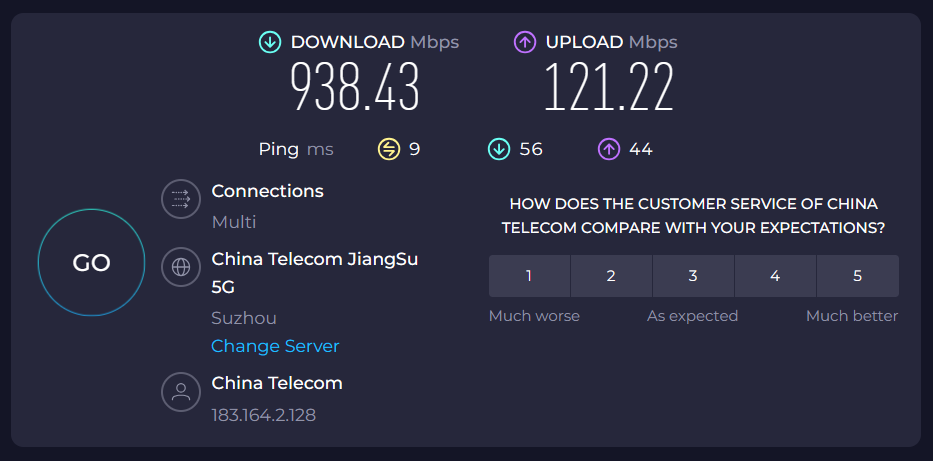 DOWNLOAD Mbps
938.43
UPLOAD Mbps
121.22
Ping ms 9 56 44
GO
Connections
Multi
China Telecom JiangSu
5G
Suzhou
Change Server
China Telecom
183.164.2.128
HOW DOES THE CUSTOMER SERVICE OF CHINA
TELECOM COMPARE WITH YOUR EXPECTATIONS?
1 2 3 4 5
Much worse As expected Much better